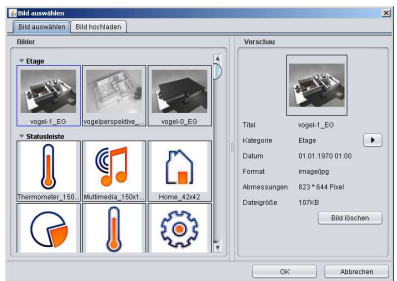 Bild auswählen
Bild auswählen
Bild hochladen
Bilder
Etage
vogel-1_EG
vogelperspektive_...
vogel-0_EG
Statusleiste
Thermometer_150...
Multimedia_150x1...
Home_42x42
Vorschau
Titel vogel-1_EG
Kategorie Etage
Datum 01.01.1970 01:00
Format image/jpg
Abmessungen 823 * 644 Pixel
Dateigröße 107KB
Bild löschen
OK
Abbrechen